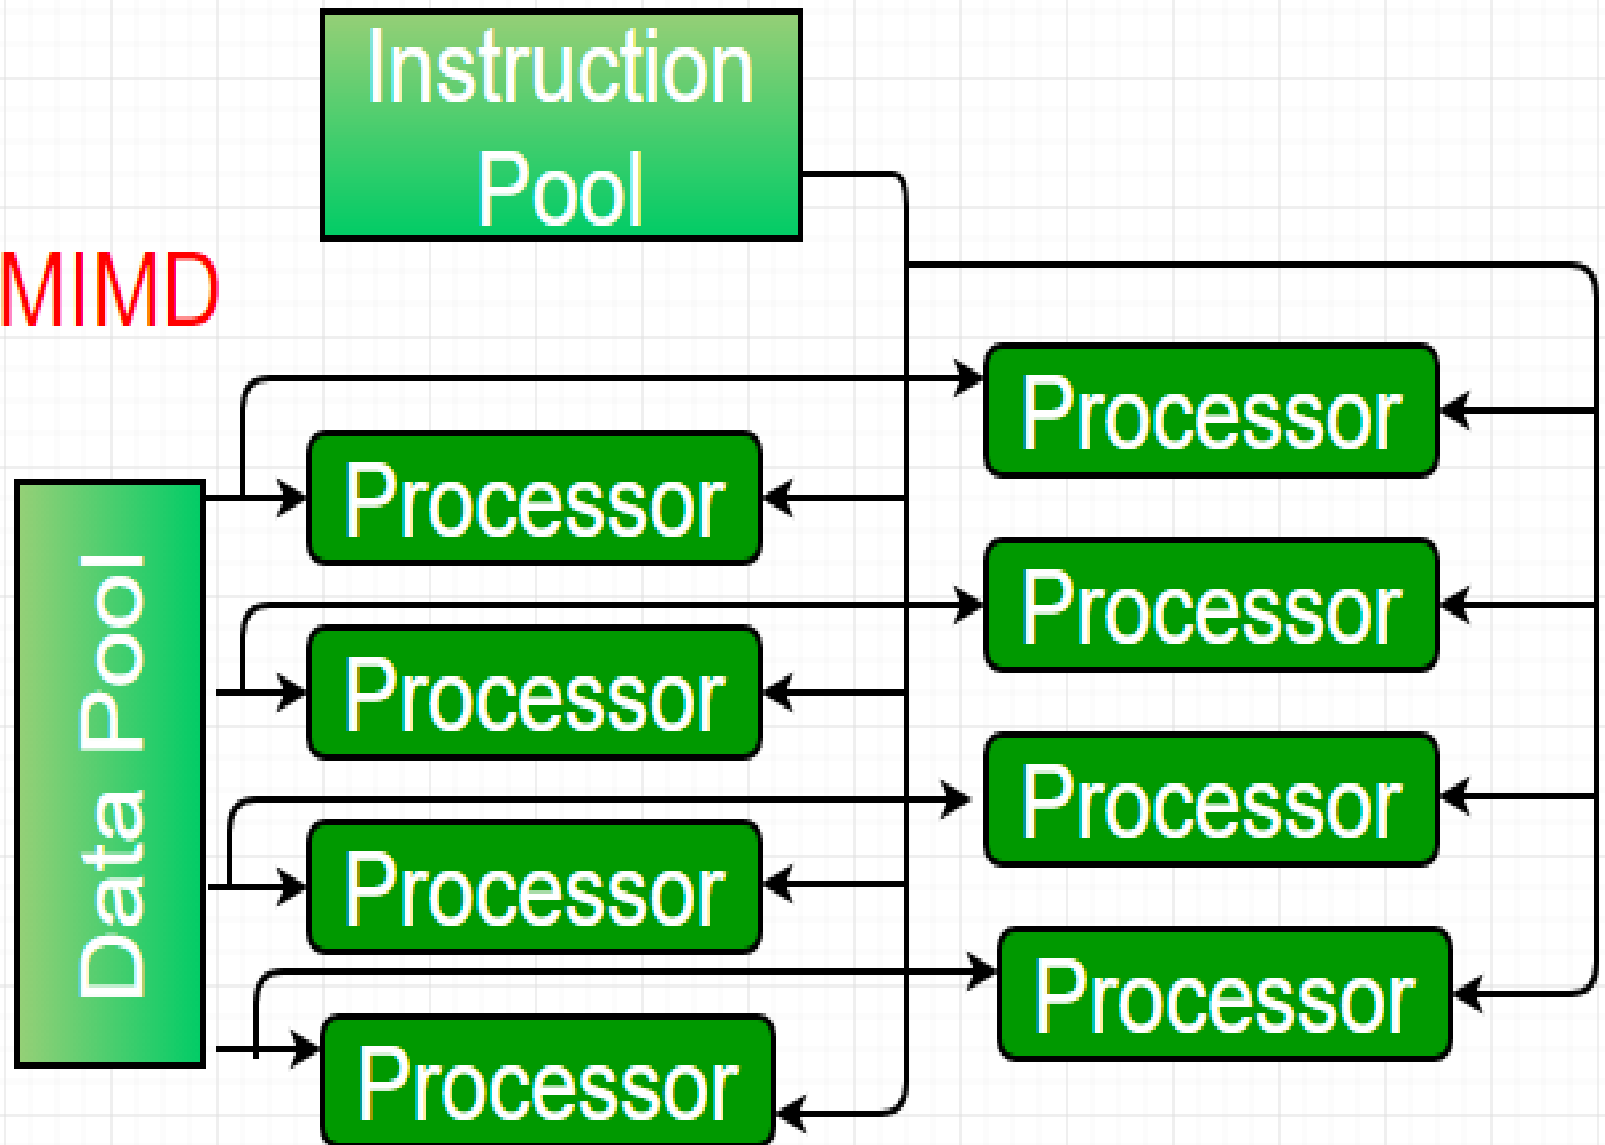 Instruction
Pool
MIMD
Processor
Processor
Processor
Processor
Processor
Processor
Processor
Processor
Data Pool